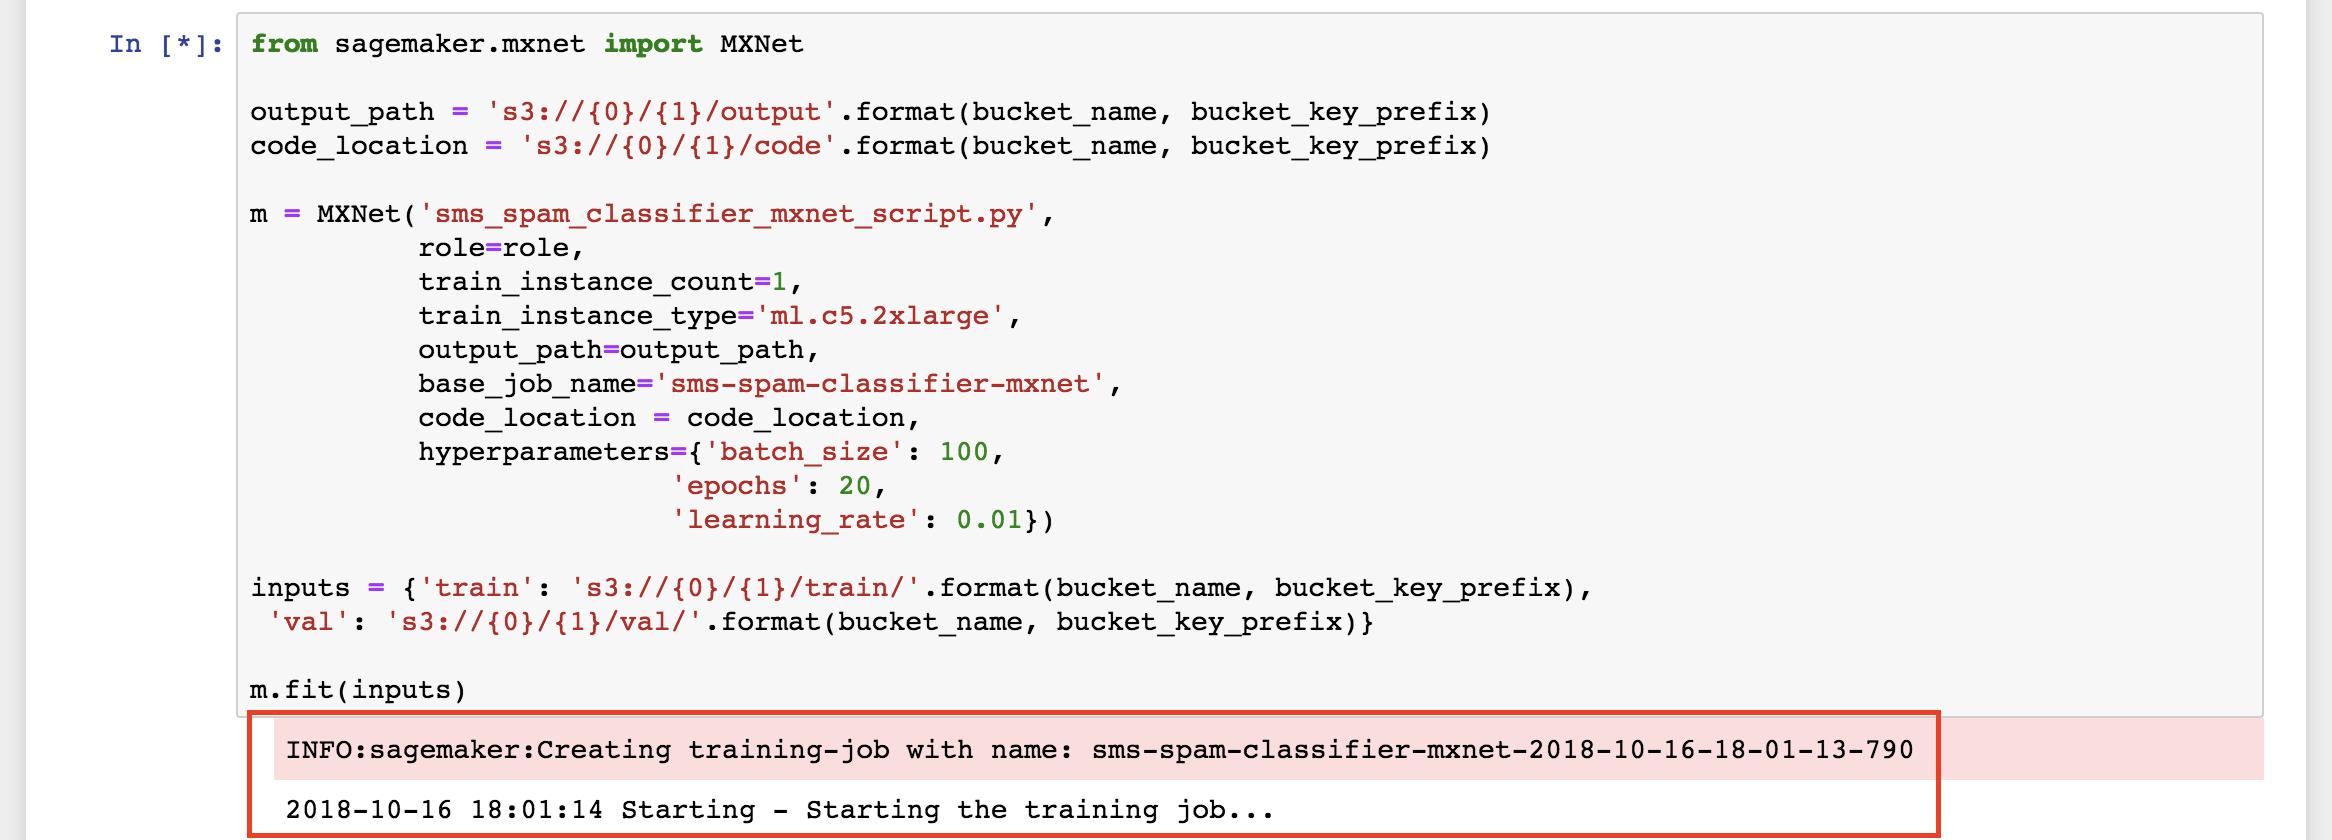 In [*]: from sagemaker.mxnet import MXNet
output_path = 's3://{0}/{1}/output'.format(bucket_name, bucket_key_prefix)
code_location = 's3://{0}/{1}/code'.format(bucket_name, bucket_key_prefix)
m = MXNet('sms_spam_classifier_mxnet_script.py',
role=role,
train_instance_count=1,
train_instance_type='ml.c5.2xlarge',
output_path=output_path,
base_job_name='sms-spam-classifier-mxnet',
code_location = code_location,
hyperparameters={'batch_size': 100,
'epochs': 20,
'learning_rate': 0.01})
inputs = {'train': 's3://{0}/{1}/train/'.format(bucket_name, bucket_key_prefix),
'val': 's3://{0}/{1}/val/'.format(bucket_name, bucket_key_prefix)}
m.fit(inputs)
INFO:sagemaker:Creating training-job with name: sms-spam-classifier-mxnet-2018-10-16-18-01-13-790
2018-10-16 18:01:14 Starting - Starting the training job...